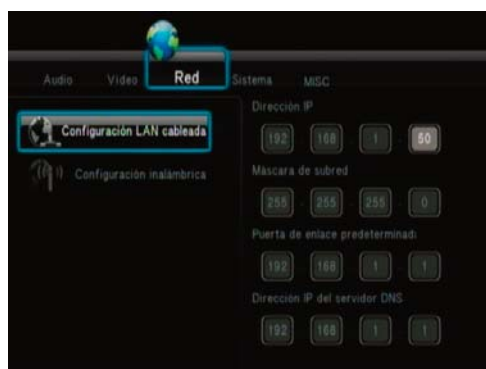 Audio Vídeo Red Sistema MISC
Configuración LAN cableada
Configuración inalámbrica
Dirección IP
192 168 1 50
Máscara de subred
255 255 255 0
Puerta de enlace predeterminad
192 168 1 1
Dirección IP del servidor DNS
192 168 1 1